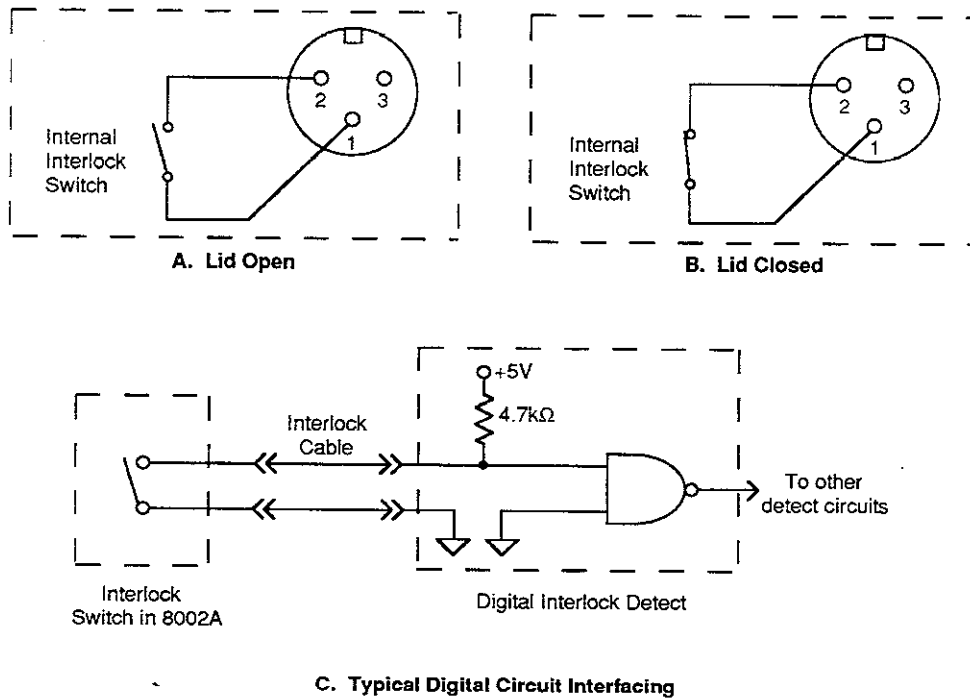 2
3
1
Internal
Interlock
Switch
A. Lid Open
2
3
1
Internal
Interlock
Switch
B. Lid Closed
+5V
4.7kΩ
Interlock
Cable
To other
detect circuits
Interlock
Switch in 8002A
Digital Interlock Detect
C. Typical Digital Circuit Interfacing